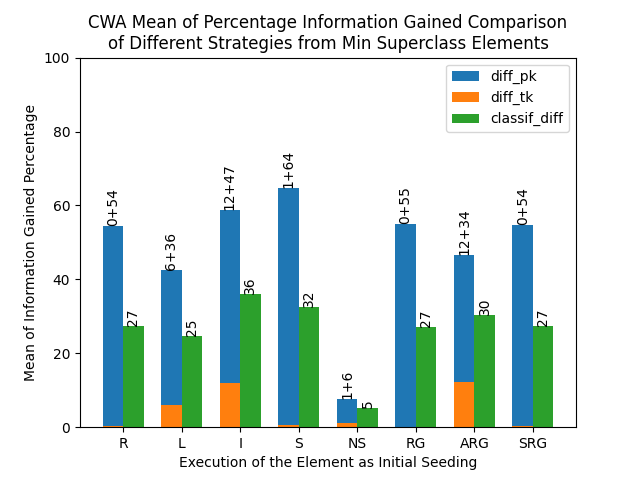 CWA Mean of Percentage Information Gained Comparison
of Different Strategies from Min Superclass Elements
Mean of Information Gained Percentage
100
80
60
40
20
0
diff_pk
diff_tk
classif_diff
0+54
27
6+36
25
12+47
36
1+64
32
1+6
5
0+55
27
12+34
30
0+54
27
R L I S NS RG ARG SRG
Execution of the Element as Initial Seeding